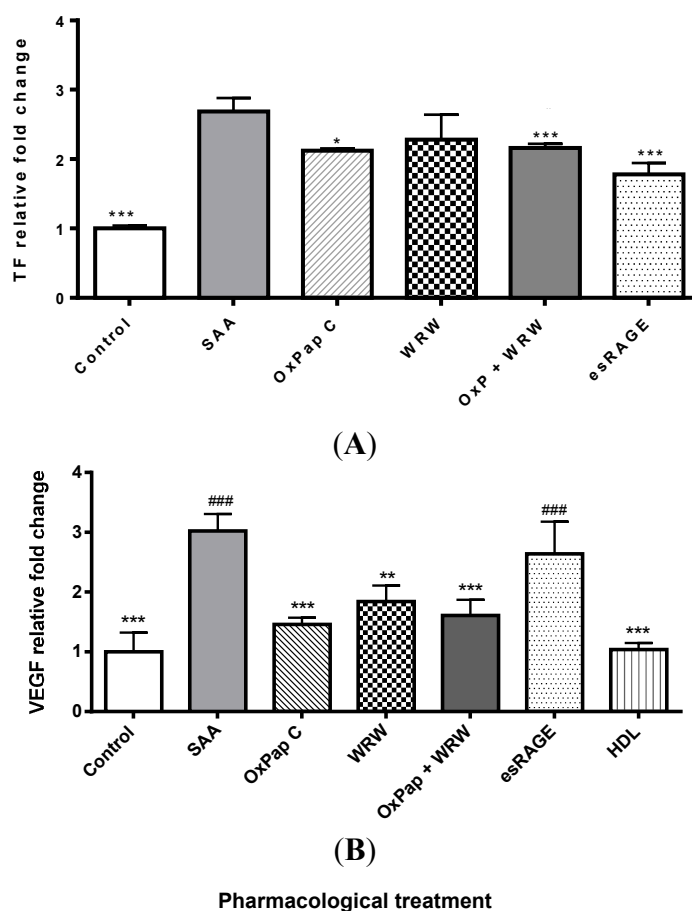 TF relative fold change
4
3
2
1
0
***
*
***
***
Control
SAA
OxPap C
WRW
OxP + WRW
esRAGE
(A)
VEGF relative fold change
4
3
2
1
0
***
###
***
**
***
###
***
Control
SAA
OxPap C
WRW
OxPap + WRW
esRAGE
HDL
(B)
Pharmacological treatment